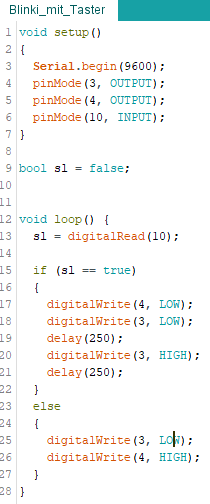 Blinki_mit_Taster
1 void setup()
2 {
3   Serial.begin(9600);
4   pinMode(3, OUTPUT);
5   pinMode(4, OUTPUT);
6   pinMode(10, INPUT);
7 }
8
9 bool sl = false;
10
11
12 void loop() {
13   sl = digitalRead(10);
14
15   if (sl == true)
16   {
17     digitalWrite(4, LOW);
18     digitalWrite(3, LOW);
19     delay(250);
20     digitalWrite(3, HIGH);
21     delay(250);
22   }
23   else
24   {
25     digitalWrite(3, LOW);
26     digitalWrite(4, HIGH);
27   }
28 }